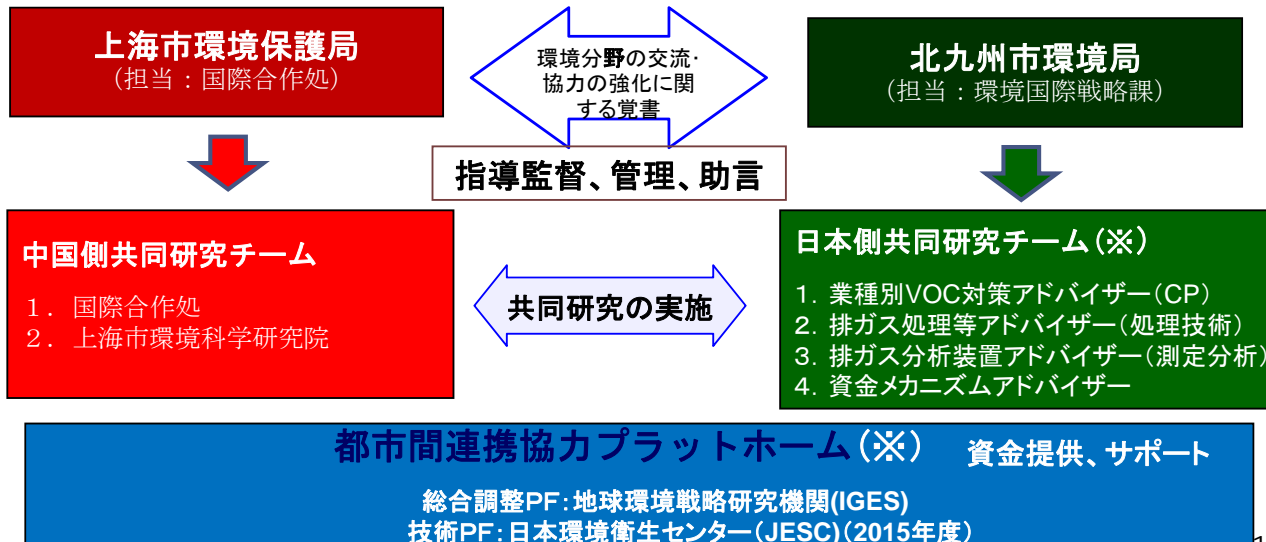 上海市環境保護局
(担当：国際合作処)
環境分野の交流・
協力の強化に関
する覚書
北九州市環境局
(担当：環境国際戦略課)
指導監督、管理、助言
中国側共同研究チーム
１．国際合作処
２．上海市環境科学研究院
共同研究の実施
日本側共同研究チーム(※)
1．業種別VOC対策アドバイザー(CP)
2．排ガス処理等アドバイザー(処理技術)
3．排ガス分析装置アドバイザー(測定分析)
4．資金メカニズムアドバイザー
都市間連携協力プラットホーム(※) 資金提供、サポート
総合調整PF：地球環境戦略研究機関(IGES)
技術PF：日本環境衛生センター(JESC)(2015年度)
1